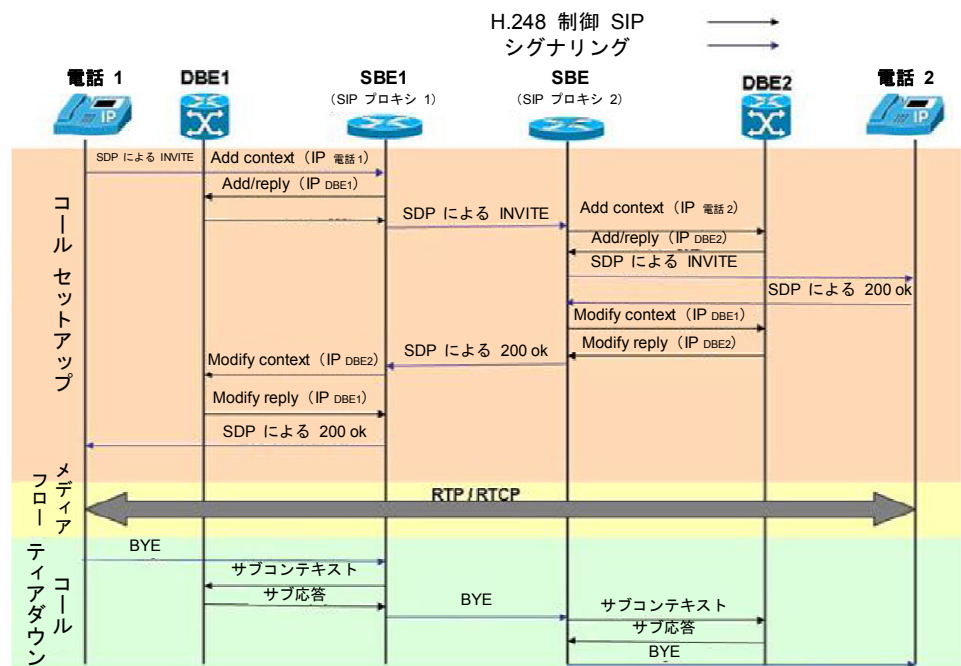 H.248 制御 SIP
シグナリング
電話 1
DBE1
SBE1
(SIP プロキシ 1)
SBE
(SIP プロキシ 2)
DBE2
電話 2
IP
IP
コール セットアップ
SDP による INVITE
Add context（IP 電話 1）
Add/reply（IP DBE1）
SDP による INVITE
Add context（IP 電話 2）
Add/reply（IP DBE2）
SDP による INVITE
SDP による 200 ok
Modify context（IP DBE1）
Modify reply（IP DBE2）
SDP による 200 ok
Modify context（IP DBE2）
Modify reply（IP DBE1）
SDP による 200 ok
メディア
フロー
RTP / RTCP
コール
ティアダウン
BYE
サブコンテキスト
サブ応答
BYE
サブコンテキスト
サブ応答
BYE